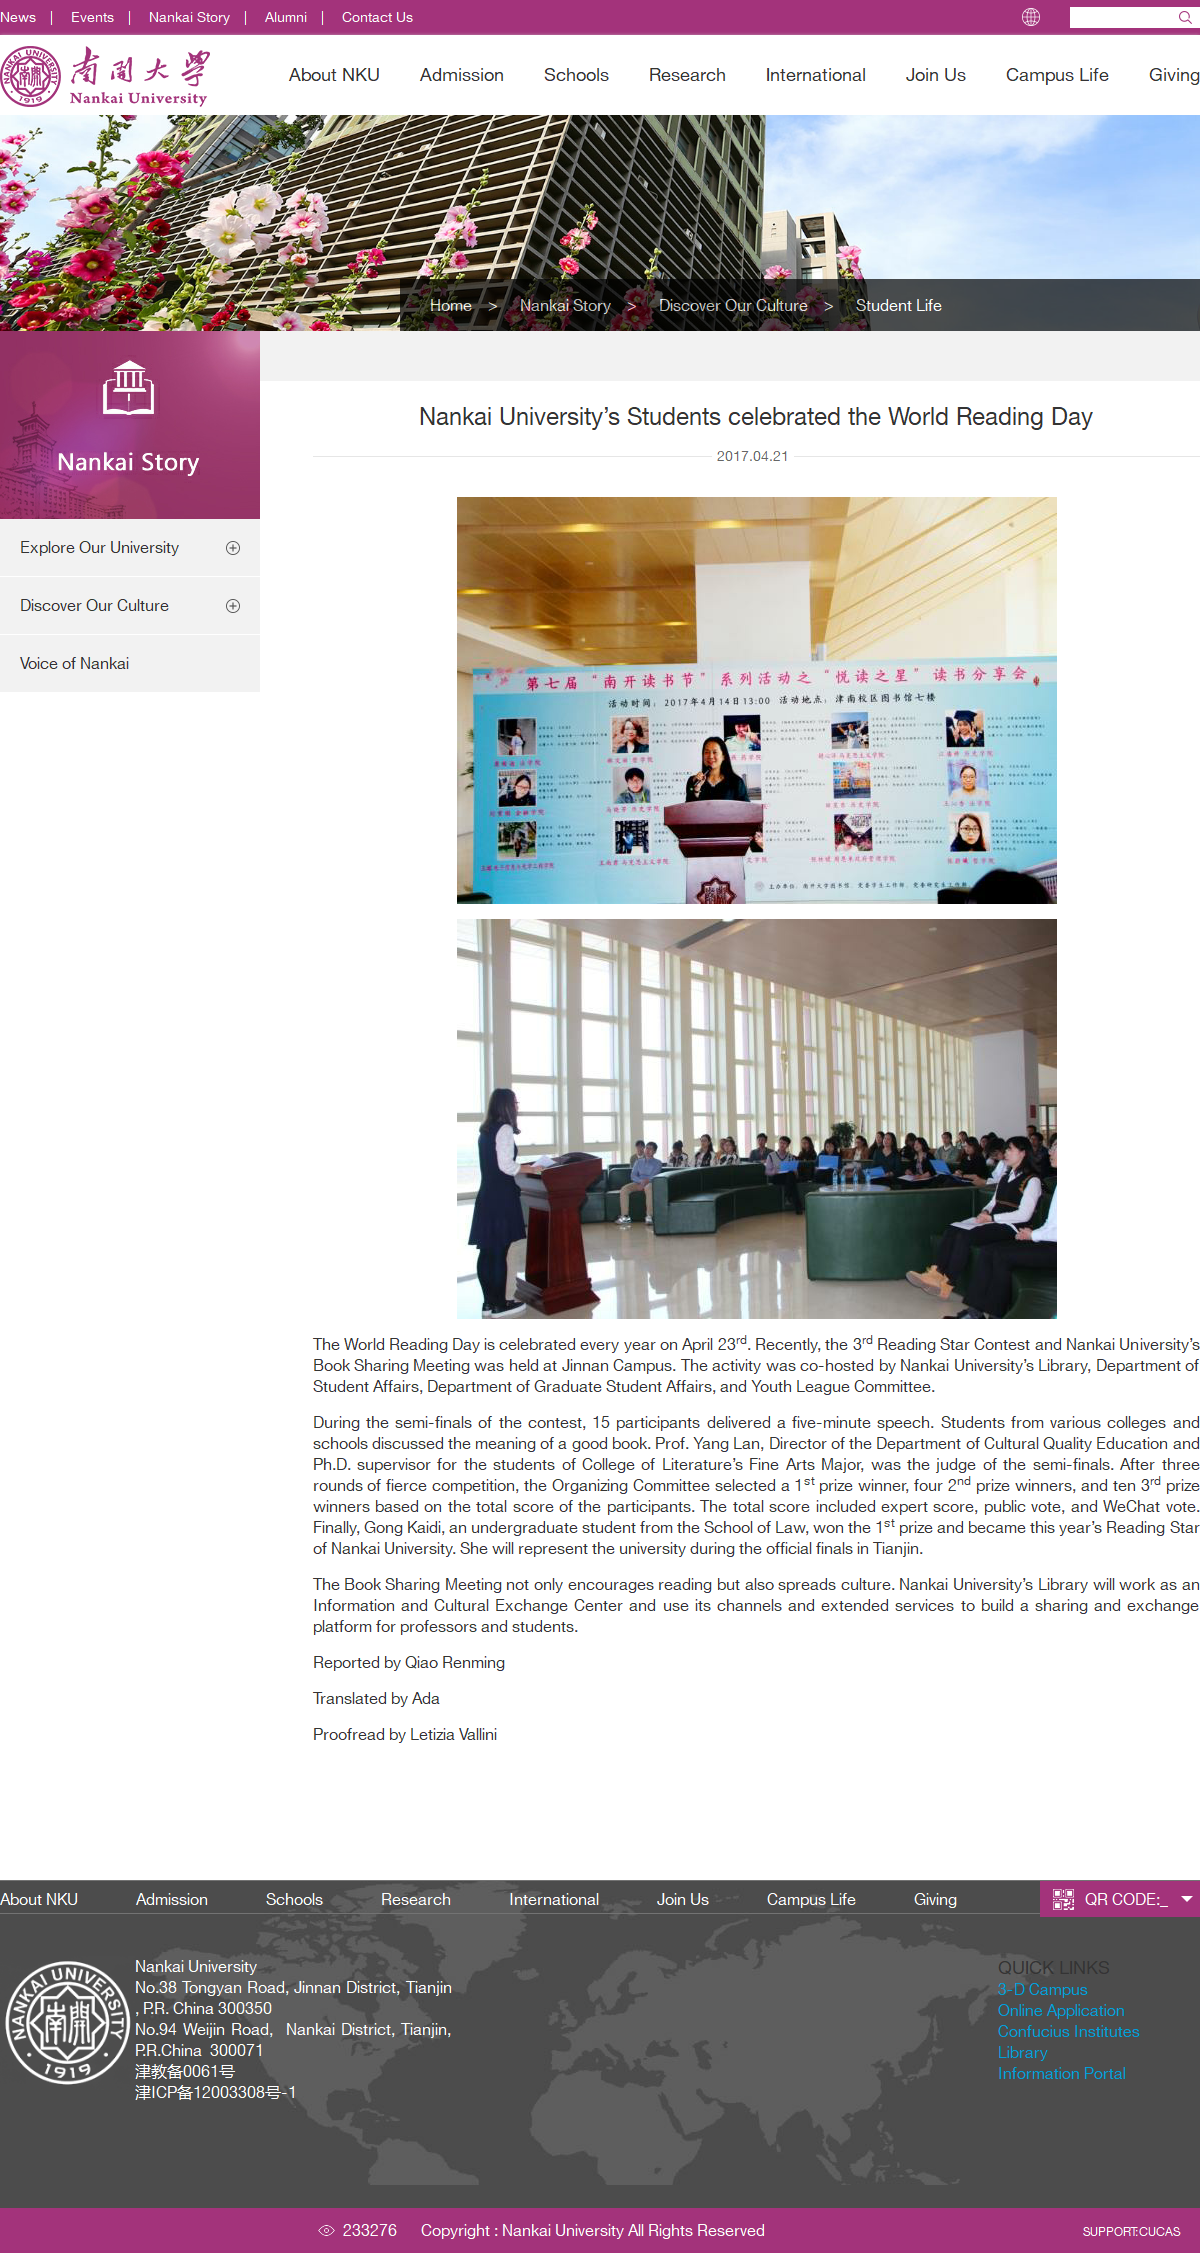 News | Events | Nankai Story | Alumni | Contact Us
NANKAI UNIVERSITY
1919
南開大学
Nankai University
About NKU Admission Schools Research International Join Us Campus Life Giving
Home > Nankai Story > Discover Our Culture > Student Life
Nankai Story
Explore Our University
Discover Our Culture
Voice of Nankai
Nankai University’s Students celebrated the World Reading Day
2017.04.21
第七届“南开读书节”系列活动之“悦读之星”读书分享会
活动时间：2017年4月14日13:00 活动地点：津南校区图书馆七楼
The World Reading Day is celebrated every year on April 23rd. Recently, the 3rd Reading Star Contest and Nankai University’s
Book Sharing Meeting was held at Jinnan Campus. The activity was co-hosted by Nankai University’s Library, Department of
Student Affairs, Department of Graduate Student Affairs, and Youth League Committee.
During the semi-finals of the contest, 15 participants delivered a five-minute speech. Students from various colleges and
schools discussed the meaning of a good book. Prof. Yang Lan, Director of the Department of Cultural Quality Education and
Ph.D. supervisor for the students of College of Literature’s Fine Arts Major, was the judge of the semi-finals. After three
rounds of fierce competition, the Organizing Committee selected a 1st prize winner, four 2nd prize winners, and ten 3rd prize
winners based on the total score of the participants. The total score included expert score, public vote, and WeChat vote.
Finally, Gong Kaidi, an undergraduate student from the School of Law, won the 1st prize and became this year’s Reading Star
of Nankai University. She will represent the university during the official finals in Tianjin.
The Book Sharing Meeting not only encourages reading but also spreads culture. Nankai University’s Library will work as an
Information and Cultural Exchange Center and use its channels and extended services to build a sharing and exchange
platform for professors and students.
Reported by Qiao Renming
Translated by Ada
Proofread by Letizia Vallini
About NKU Admission Schools Research International Join Us Campus Life Giving QR CODE:_
NANKAI UNIVERSITY
1919
Nankai University
No.38 Tongyan Road, Jinnan District, Tianjin
, P.R. China 300350
No.94 Weijin Road, Nankai District, Tianjin,
P.R.China 300071
津教备0061号
津ICP备12003308号-1
QUICK LINKS
3-D Campus
Online Application
Confucius Institutes
Library
Information Portal
233276 Copyright : Nankai University All Rights Reserved
SUPPORT:CUCAS